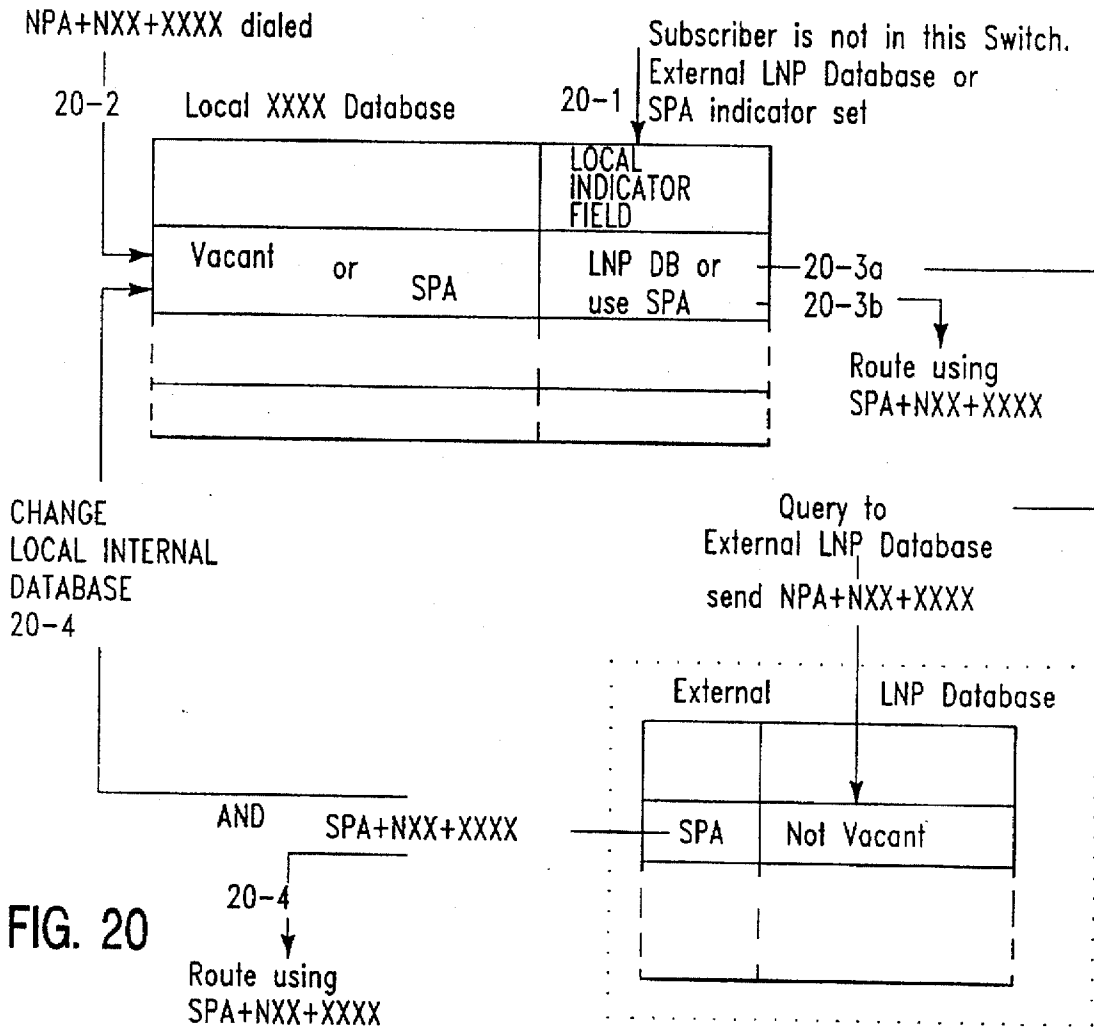 NPA+NXX+XXXX dialed
Subscriber is not in this Switch.
External LNP Database or
SPA indicator set
20-1
20-2
Local XXXX Database
LOCAL
INDICATOR
FIELD
Vacant or SPA
LNP DB or
use SPA
20-3a
20-3b
Route using
SPA+NXX+XXXX
CHANGE
LOCAL INTERNAL
DATABASE
20-4
Query to
External LNP Database
send NPA+NXX+XXXX
External LNP Database
SPA Not Vacant
AND SPA+NXX+XXXX
20-4
Route using
SPA+NXX+XXXX
FIG. 20